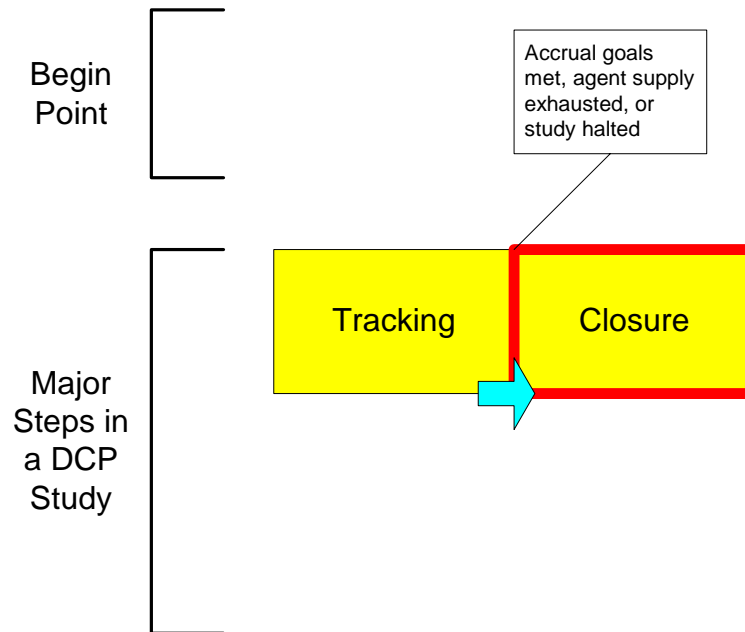 Begin
Point
Accrual goals
met, agent supply
exhausted, or
study halted
Tracking
Closure
Major
Steps in
a DCP
Study